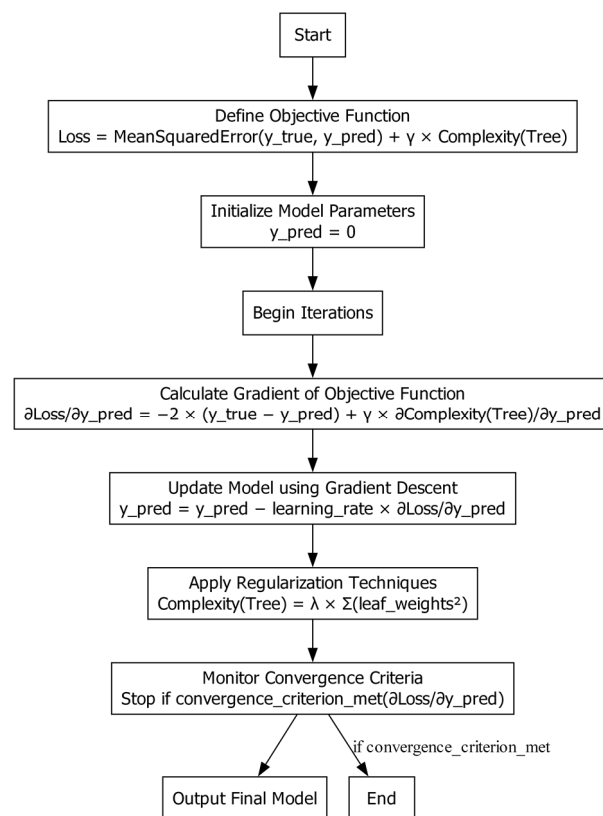 Start
Define Objective Function
Loss = MeanSquaredError(y_true, y_pred) + γ × Complexity(Tree)
Initialize Model Parameters
y_pred = 0
Begin Iterations
Calculate Gradient of Objective Function
∂Loss/∂y_pred = −2 × (y_true − y_pred) + γ × ∂Complexity(Tree)/∂y_pred
Update Model using Gradient Descent
y_pred = y_pred − learning_rate × ∂Loss/∂y_pred
Apply Regularization Techniques
Complexity(Tree) = λ × Σ(leaf_weights²)
Monitor Convergence Criteria
Stop if convergence_criterion_met(∂Loss/∂y_pred)
if convergence_criterion_met
Output Final Model
End